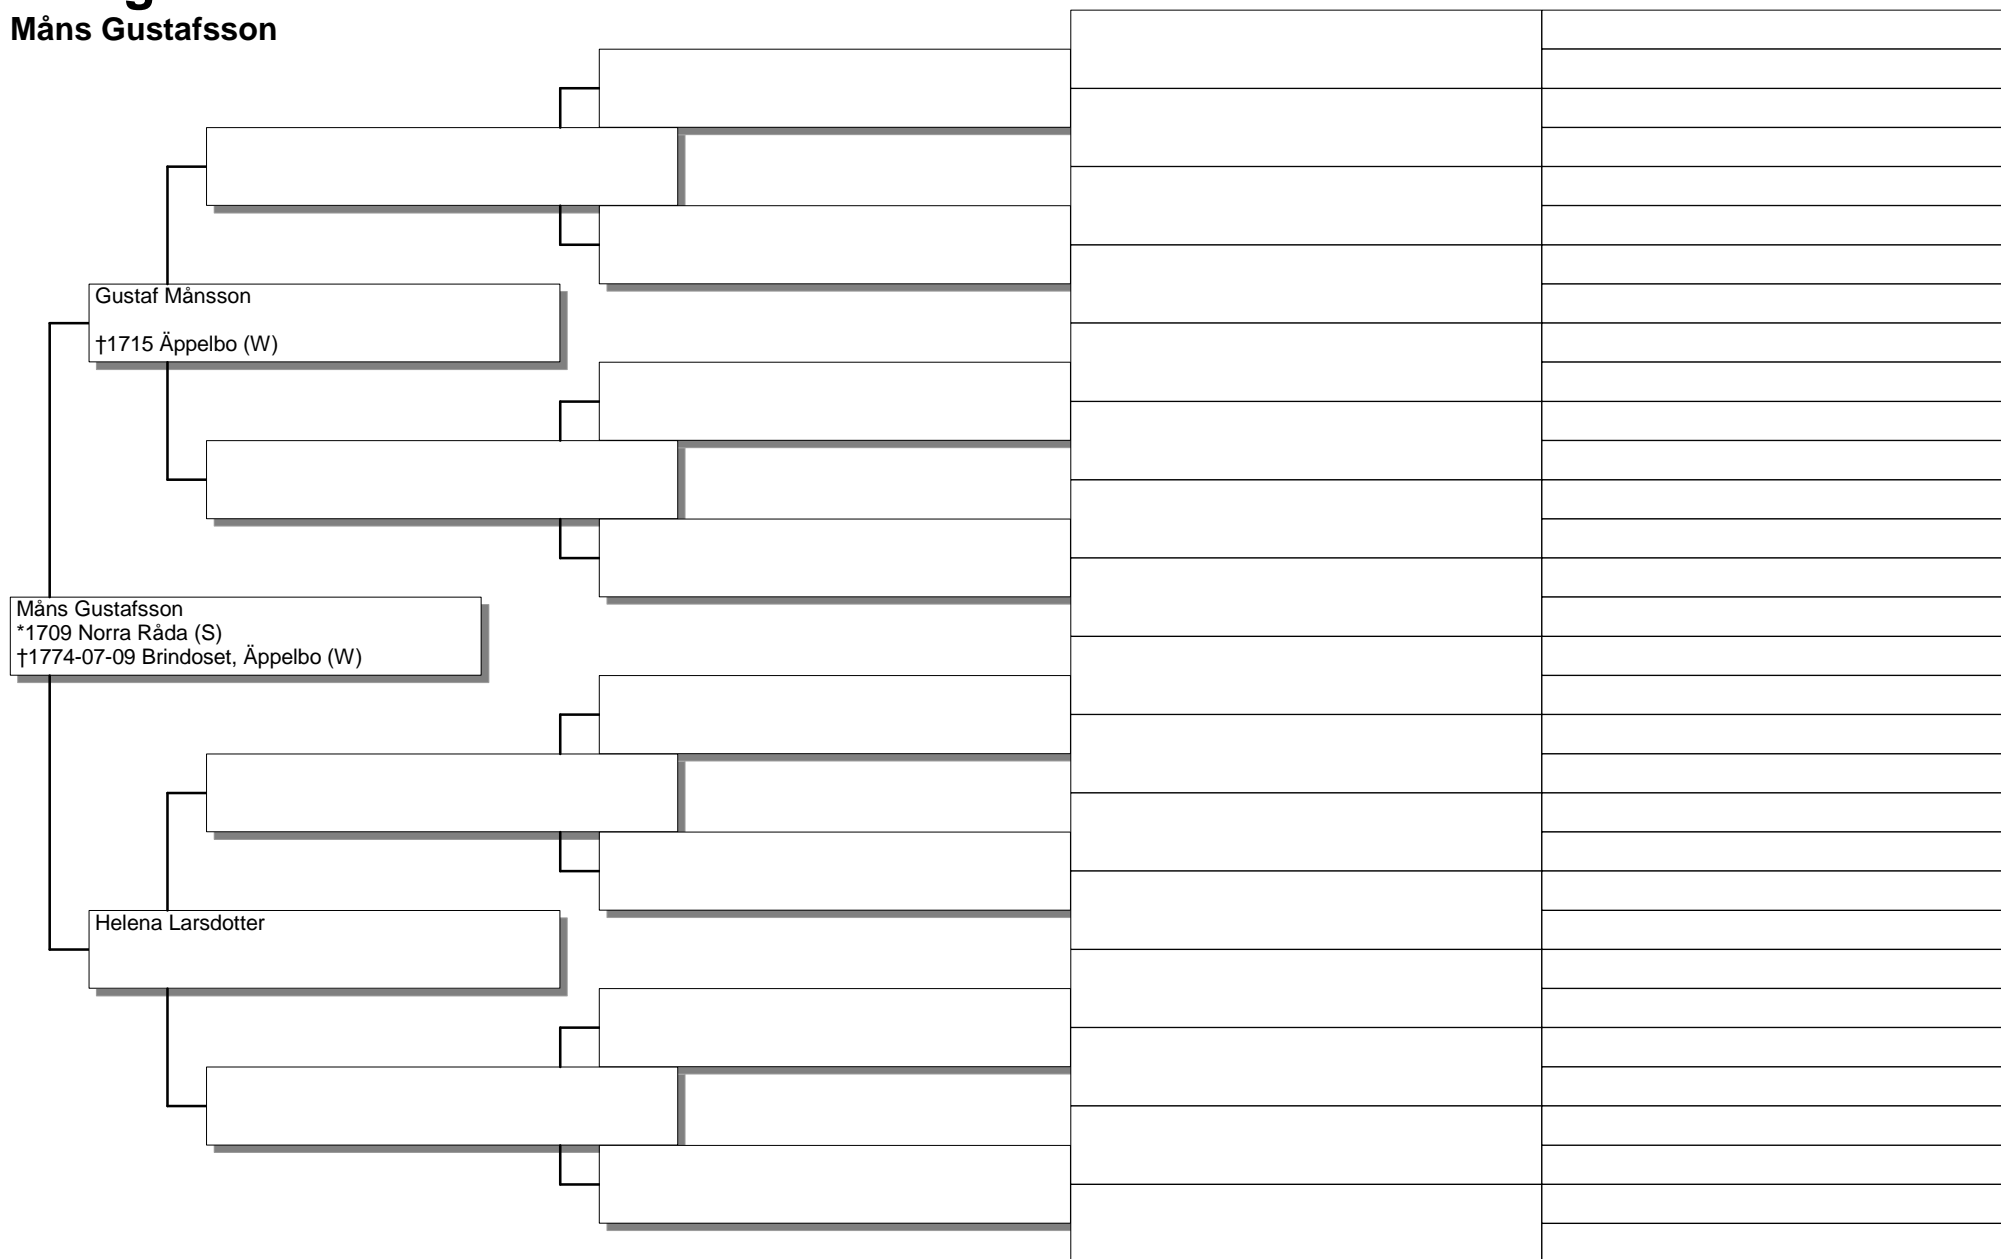 Måns Gustafsson
Gustaf Månsson
†1715 Äppelbo (W)
Måns Gustafsson
*1709 Norra Råda (S)
†1774-07-09 Brindoset, Äppelbo (W)
Helena Larsdotter